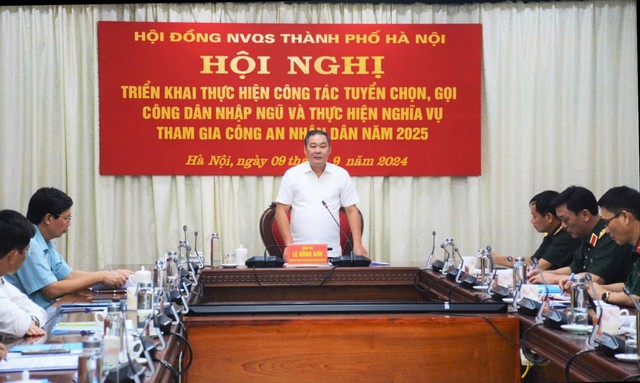 HỘI ĐỒNG NVQS THÀNH PHỐ HÀ NỘI
HỘI NGHỊ
TRIỂN KHAI THỰC HIỆN CÔNG TÁC TUYỂN CHỌN, GỌI
CÔNG DÂN NHẬP NGŨ VÀ THỰC HIỆN NGHĨA VỤ
THAM GIA CÔNG AN NHÂN DÂN NĂM 2025
Hà Nội, ngày 09 9 năm 2024
LÊ HỒNG SƠN